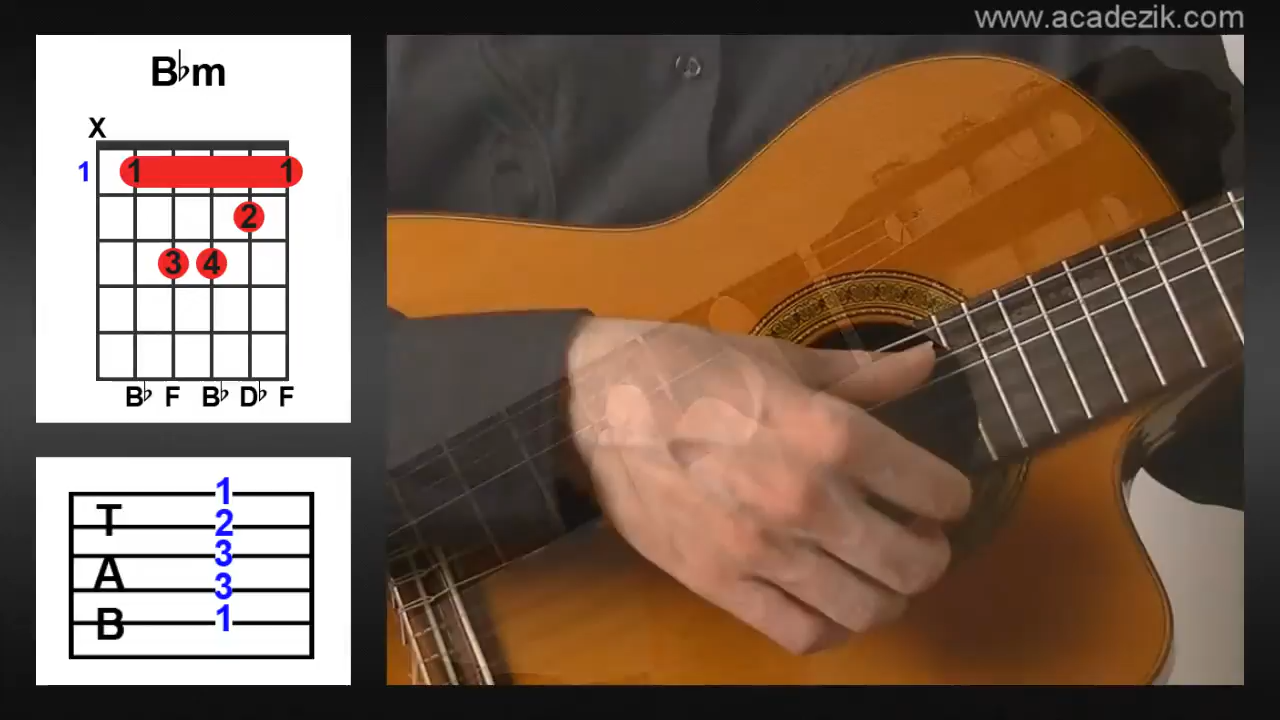 www.acadezik.com
B♭m
X
1 1 1
2
3 4
B♭ F B♭ D♭ F
T
A
B
1
2
3
3
1